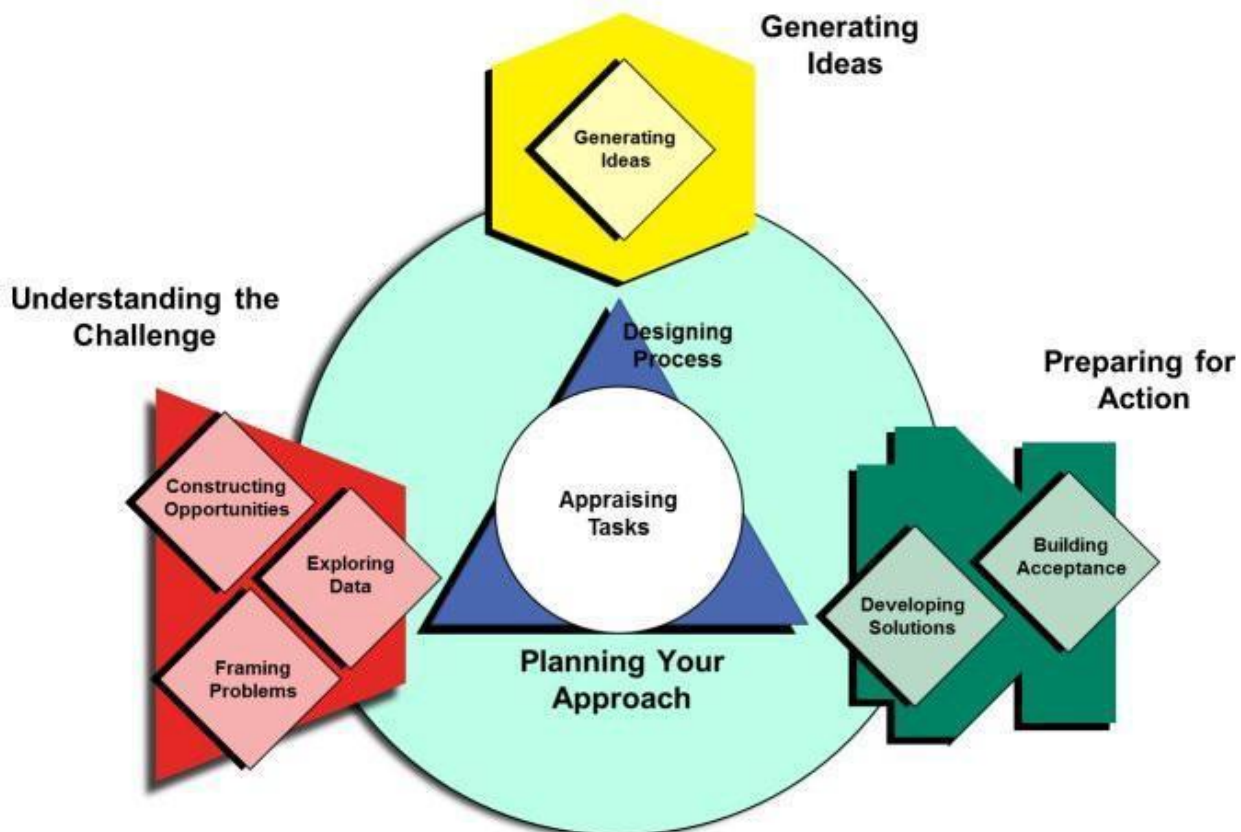 Generating
Ideas
Generating
Ideas
Understanding the
Challenge
Designing
Process
Preparing for
Action
Constructing
Opportunities
Appraising
Tasks
Exploring
Data
Building
Acceptance
Developing
Solutions
Framing
Problems
Planning Your
Approach